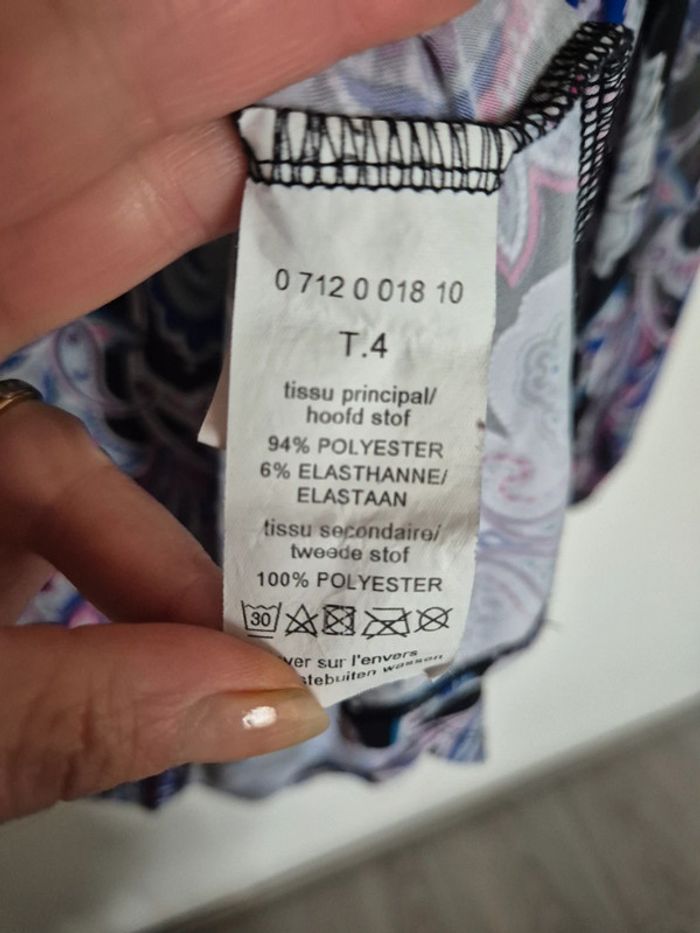 0 712 0 018 10
T.4
tissu principal/
hoofd stof
94% POLYESTER
6% ELASTHANNE/
ELASTAAN
tissu secondaire/
tweede stof
100% POLYESTER
30
sur l'envers
wassen